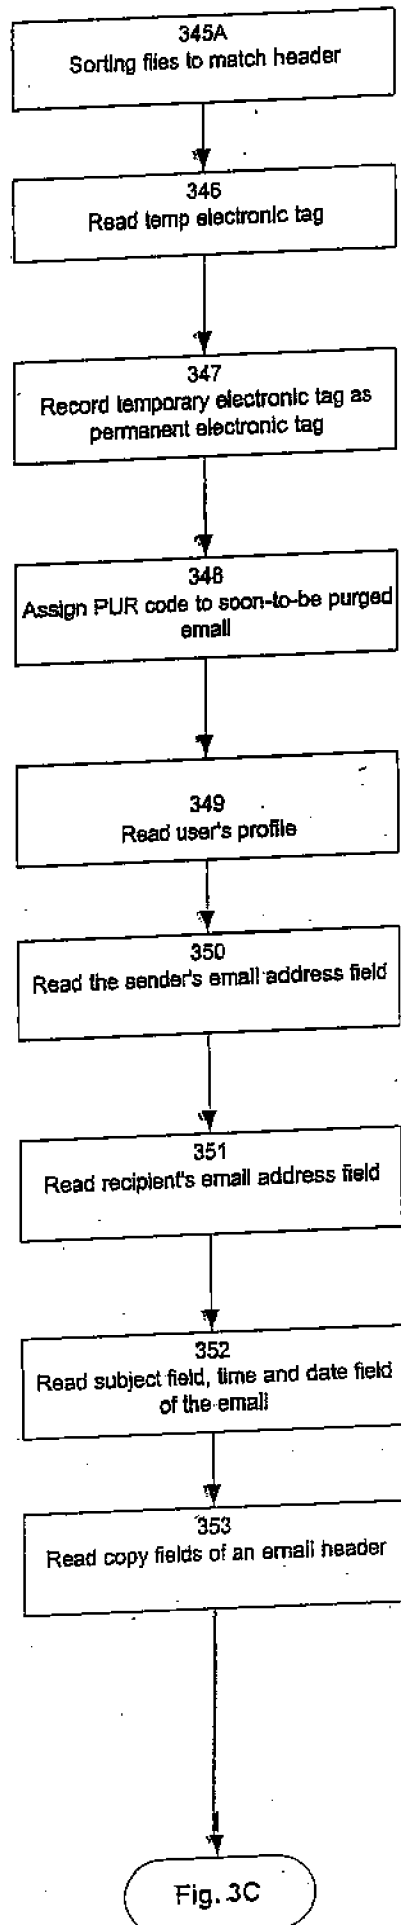 345A
Sorting files to match header
346
Read temp electronic tag
347
Record temporary electronic tag as
permanent electronic tag
348
Assign PUR code to soon-to-be purged
email
349
Read user's profile
350
Read the sender's email address field
351
Read recipient's email address field
352
Read subject field, time and date field
of the email
353
Read copy fields of an email header
Fig. 3C